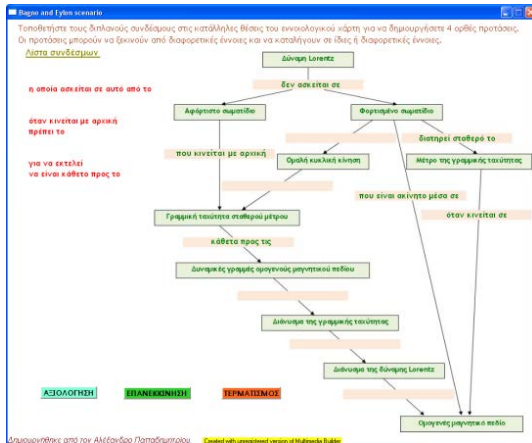 Bagno and Eylon scenario
Τοποθετήστε τους διπλανούς συνδέσμους στις κατάλληλες θέσεις του εννοιολογικού χάρτη για να δημιουργήσετε 4 ορθές προτάσεις.
Οι προτάσεις μπορούν να ξεκινούν από διαφορετικές έννοιες και να καταλήγουν σε ίδιες ή διαφορετικές έννοιες.
Λίστα συνδέσμων
Δύναμη Lorentz
δεν ασκείται σε
η οποία ασκείται σε αυτό από το
Αφόρτιστο σωματίδιο
Φορτισμένο σωματίδιο
όταν κινείται με αρχική
πρέπει το
διατηρεί σταθερό το
που κινείται με αρχική
Ομαλή κυκλική κίνηση
Μέτρο της γραμμικής ταχύτητας
για να εκτελεί
να είναι κάθετο προς το
που είναι ακίνητο μέσα σε
Γραμμική ταχύτητα σταθερού μέτρου
όταν κινείται σε
κάθετα προς τις
Δυναμικές γραμμές ομογενούς μαγνητικού πεδίου
Διάνυσμα της γραμμικής ταχύτητας
Διάνυσμα της δύναμης Lorentz
ΑΞΙΟΛΟΓΗΣΗ
ΕΠΑΝΕΚΚΙΝΗΣΗ
ΤΕΡΜΑΤΙΣΜΟΣ
Ομογενές μαγνητικό πεδίο
Δημιουργήθηκε από τον Αλέξανδρο Παπαδημητρίου
Created with unregistered version of Multimedia Builder